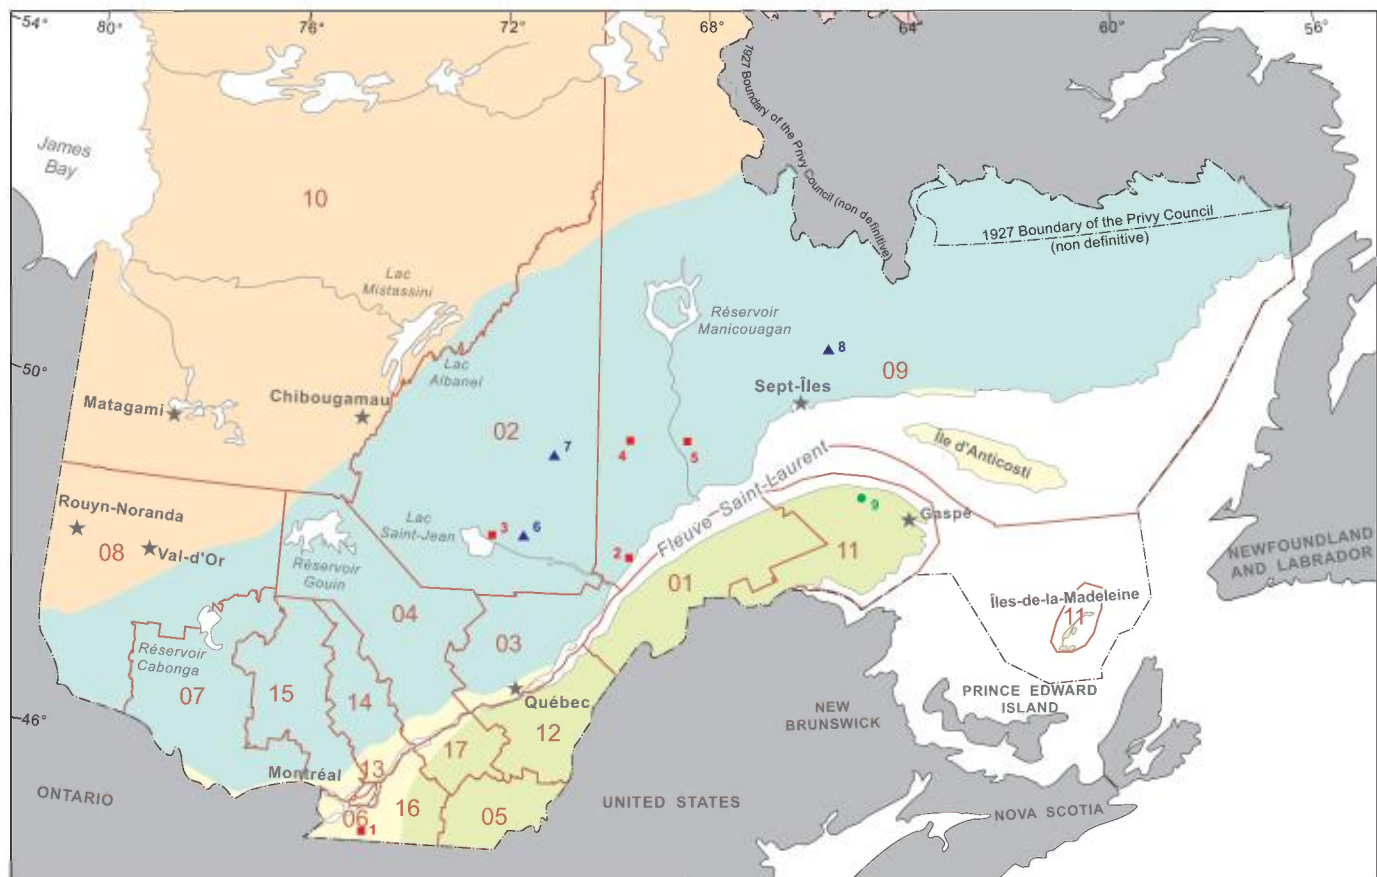 54°
80°
76°
72°
68°
64°
60°
56°
1927 Boundary of the Privy Council (non definitive)
James
Bay
10
1927 Boundary of the Privy Council
(non definitive)
Lac
Mistassini
Réservoir
Manicouagan
8
50°
Lac
Albanel
09
Sept-Îles
Matagami
Chibougamau
02
7
4
5
Île d'Anticosti
Fleuve Saint-Laurent
Rouyn-Noranda
08
Val-d'Or
Lac
Saint-Jean
3
6
2
9
Gaspé
Réservoir
Gouin
01
11
NEWFOUNDLAND
AND LABRADOR
04
03
Îles-de-la-Madeleine
11
Réservoir
Cabonga
07
15
14
Québec
PRINCE EDWARD
ISLAND
NEW
BRUNSWICK
46°
12
17
Montréal
13
ONTARIO
06
1
16
05
UNITED STATES
NOVA SCOTIA